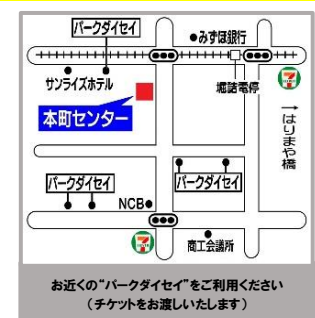 パークダイセイ
●みずほ銀行
サンライズホテル
堀詰電停
本町センター
→はりまや橋
パークダイセイ
パークダイセイ
NCB●
商工会議所
お近くの“パークダイセイ”をご利用ください
（チケットをお渡しいたします）